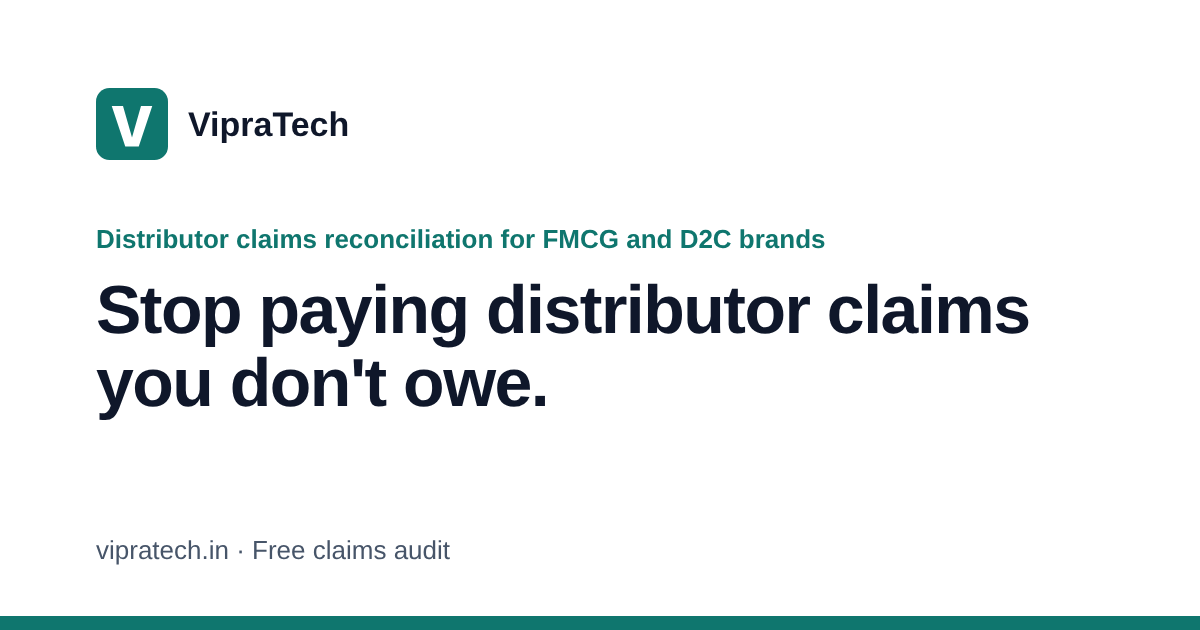 V
VipraTech
Distributor claims reconciliation for FMCG and D2C brands
Stop paying distributor claims
you don't owe.
vipratech.in · Free claims audit